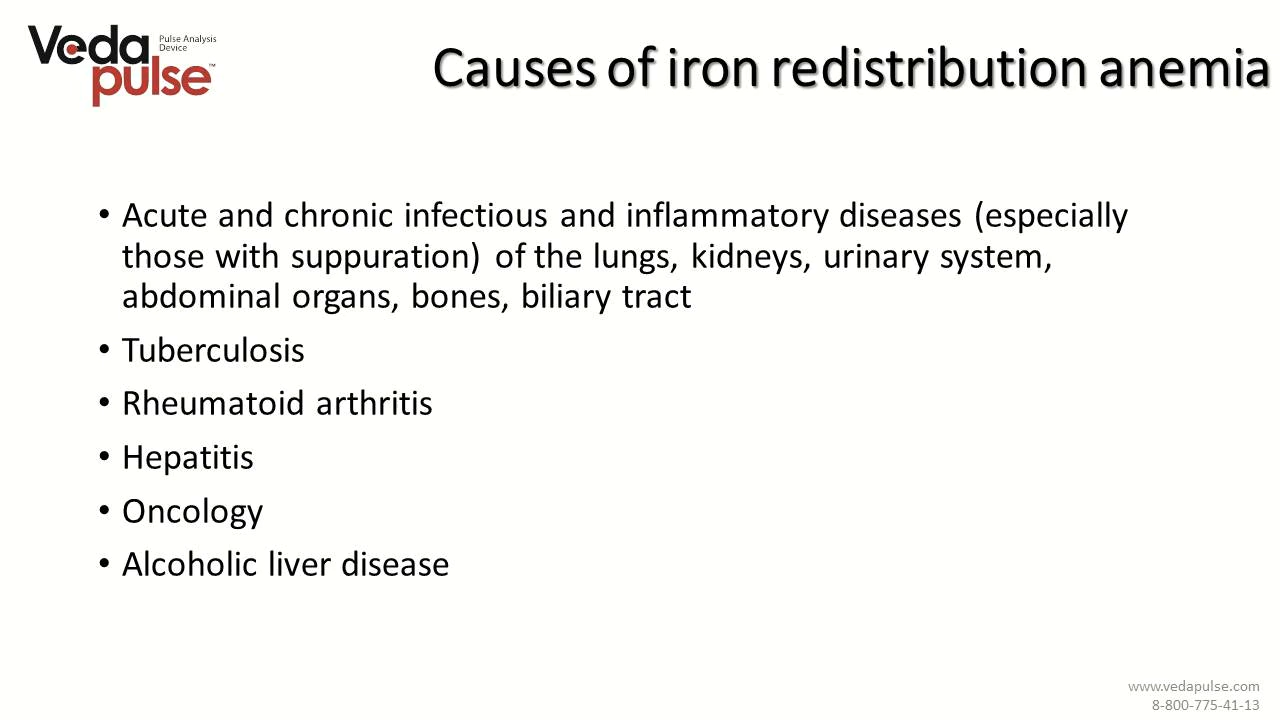 Veda
pulse™
Pulse Analysis
Device
Causes of iron redistribution anemia
• Acute and chronic infectious and inflammatory diseases (especially
those with suppuration) of the lungs, kidneys, urinary system,
abdominal organs, bones, biliary tract
• Tuberculosis
• Rheumatoid arthritis
• Hepatitis
• Oncology
• Alcoholic liver disease
www.vedapulse.com
8-800-775-41-13